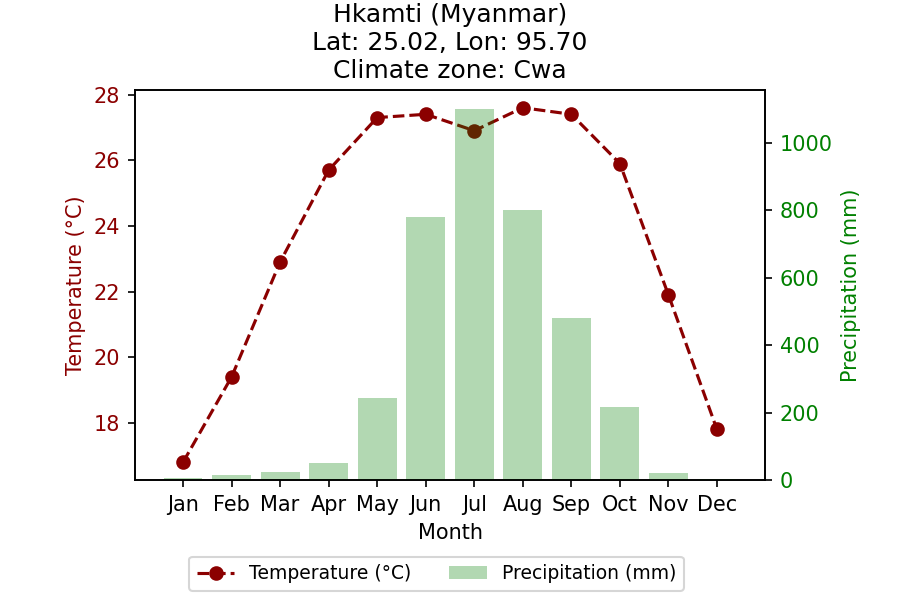 Hkamti (Myanmar)
Lat: 25.02, Lon: 95.70
Climate zone: Cwa
28
26
24
22
20
18
Temperature (°C)
1000
800
600
400
200
0
Precipitation (mm)
Jan Feb Mar Apr May Jun Jul Aug Sep Oct Nov Dec
Month
Temperature (°C) Precipitation (mm)